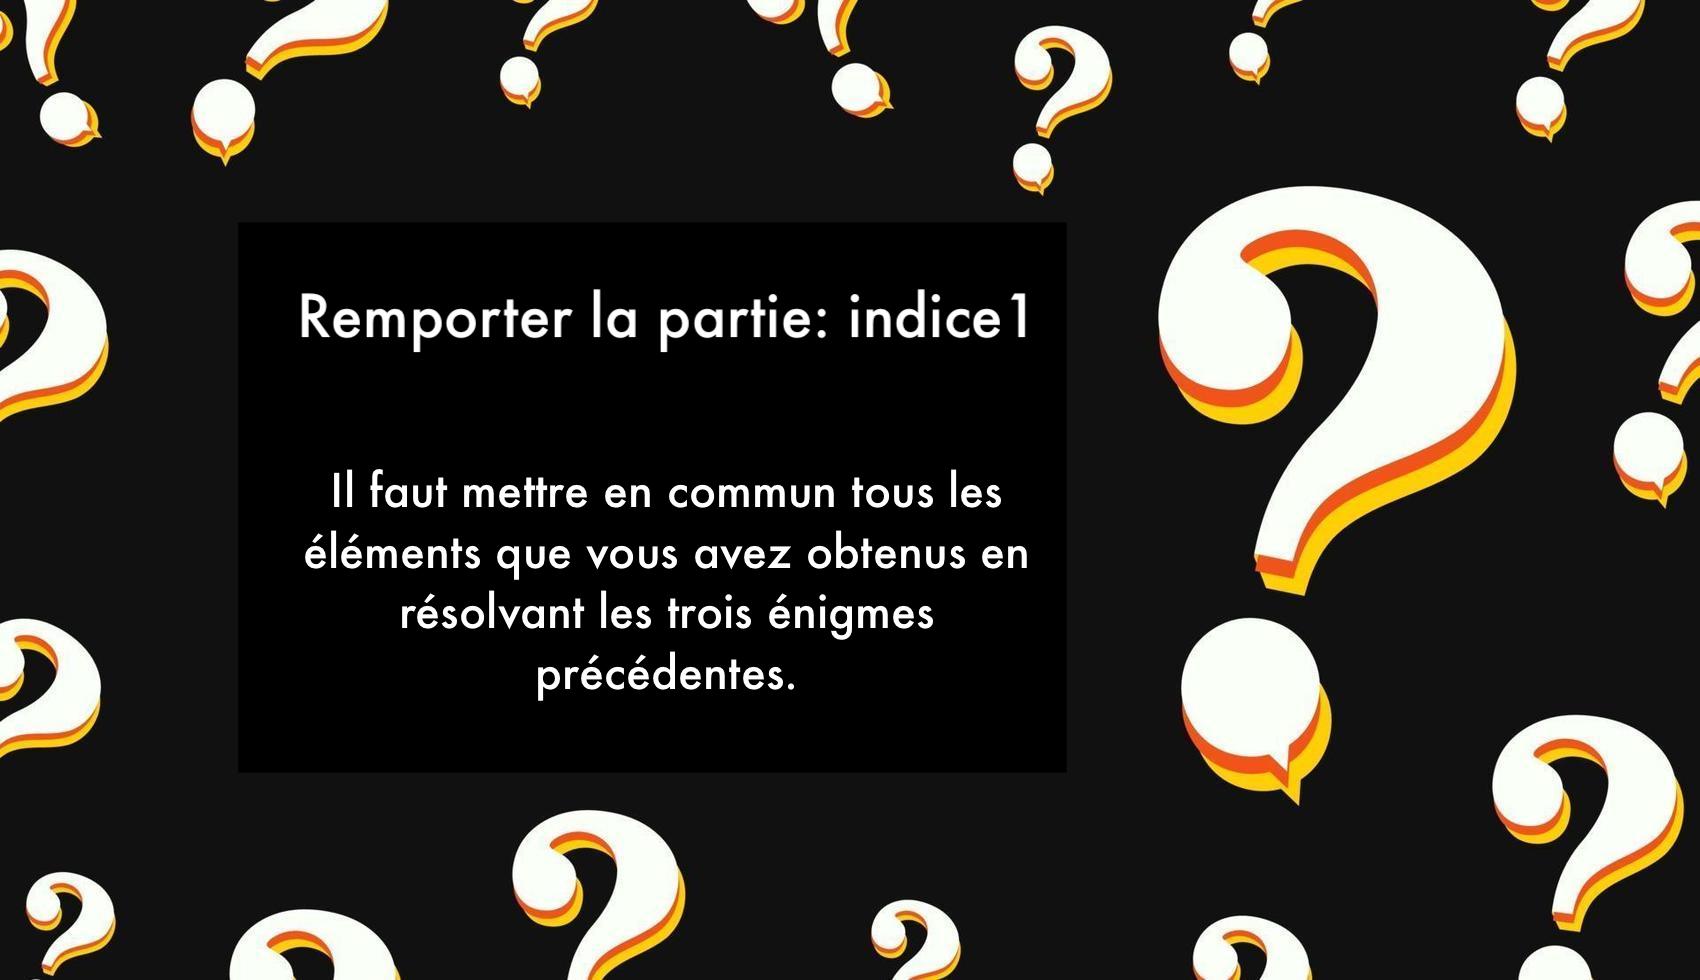 Remporter la partie: indice1
Il faut mettre en commun tous les
éléments que vous avez obtenus en
résolvant les trois énigmes
précédentes.